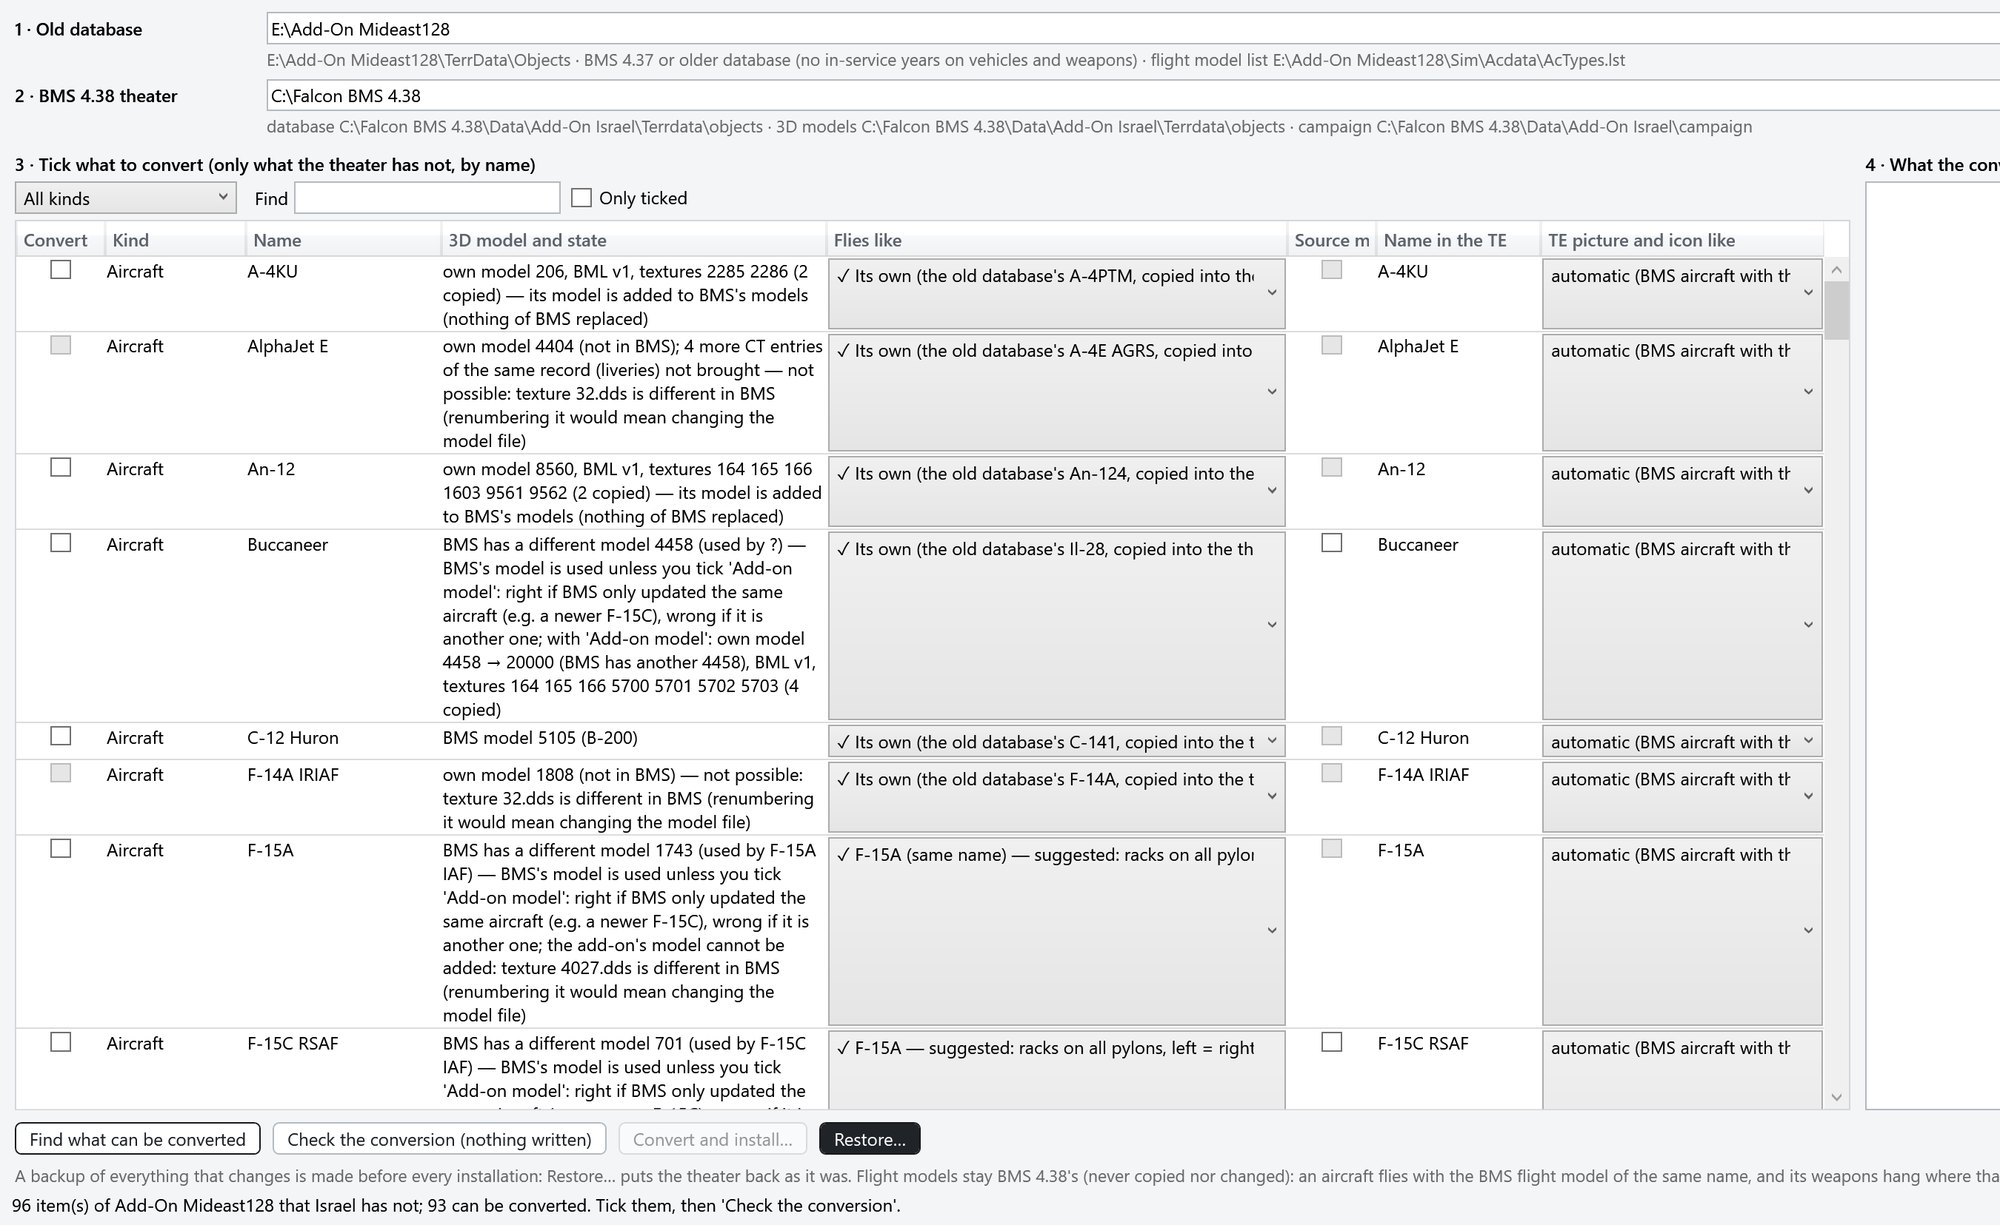 1 · Old database
E:\Add-On Mideast128
E:\Add-On Mideast128\TerrData\Objects · BMS 4.37 or older database (no in-service years on vehicles and weapons) · flight model list E:\Add-On Mideast128\Sim\Acdata\AcTypes.lst
2 · BMS 4.38 theater
C:\Falcon BMS 4.38
database C:\Falcon BMS 4.38\Data\Add-On Israel\Terrdata\objects · 3D models C:\Falcon BMS 4.38\Data\Add-On Israel\Terrdata\objects · campaign C:\Falcon BMS 4.38\Data\Add-On Israel\campaign
3 · Tick what to convert (only what the theater has not, by name)
4 · What the con
All kinds
Find
Only ticked
Convert Kind Name 3D model and state Flies like Source m Name in the TE TE picture and icon like
Aircraft A-4KU
own model 206, BML v1, textures 2285 2286 (2
copied) — its model is added to BMS's models
(nothing of BMS replaced)
✓ Its own (the old database's A-4PTM, copied into the
A-4KU
automatic (BMS aircraft with th
Aircraft AlphaJet E
own model 4404 (not in BMS); 4 more CT entries
of the same record (liveries) not brought — not
possible: texture 32.dds is different in BMS
(renumbering it would mean changing the
model file)
✓ Its own (the old database's A-4E AGRS, copied into
AlphaJet E
automatic (BMS aircraft with th
Aircraft An-12
own model 8560, BML v1, textures 164 165 166
1603 9561 9562 (2 copied) — its model is added
to BMS's models (nothing of BMS replaced)
✓ Its own (the old database's An-124, copied into the
An-12
automatic (BMS aircraft with th
Aircraft Buccaneer
BMS has a different model 4458 (used by ?) —
BMS's model is used unless you tick 'Add-on
model': right if BMS only updated the same
aircraft (e.g. a newer F-15C), wrong if it is
another one; with 'Add-on model': own model
4458 → 20000 (BMS has another 4458), BML v1,
textures 164 165 166 5700 5701 5702 5703 (4
copied)
✓ Its own (the old database's Il-28, copied into the th
Buccaneer
automatic (BMS aircraft with th
Aircraft C-12 Huron
BMS model 5105 (B-200)
✓ Its own (the old database's C-141, copied into the t
C-12 Huron
automatic (BMS aircraft with th
Aircraft F-14A IRIAF
own model 1808 (not in BMS) — not possible:
texture 32.dds is different in BMS (renumbering
it would mean changing the model file)
✓ Its own (the old database's F-14A, copied into the t
F-14A IRIAF
automatic (BMS aircraft with th
Aircraft F-15A
BMS has a different model 1743 (used by F-15A
IAF) — BMS's model is used unless you tick
'Add-on model': right if BMS only updated the
same aircraft (e.g. a newer F-15C), wrong if it is
another one; the add-on's model cannot be
added: texture 4027.dds is different in BMS
(renumbering it would mean changing the
model file)
✓ F-15A (same name) — suggested: racks on all pylon
F-15A
automatic (BMS aircraft with th
Aircraft F-15C RSAF
BMS has a different model 701 (used by F-15C
IAF) — BMS's model is used unless you tick
'Add-on model': right if BMS only updated the
✓ F-15A — suggested: racks on all pylons, left = right
F-15C RSAF
automatic (BMS aircraft with th
Find what can be converted
Check the conversion (nothing written)
Convert and install...
Restore...
A backup of everything that changes is made before every installation: Restore... puts the theater back as it was. Flight models stay BMS 4.38's (never copied nor changed): an aircraft flies with the BMS flight model of the same name, and its weapons hang where tha
96 item(s) of Add-On Mideast128 that Israel has not; 93 can be converted. Tick them, then 'Check the conversion'.